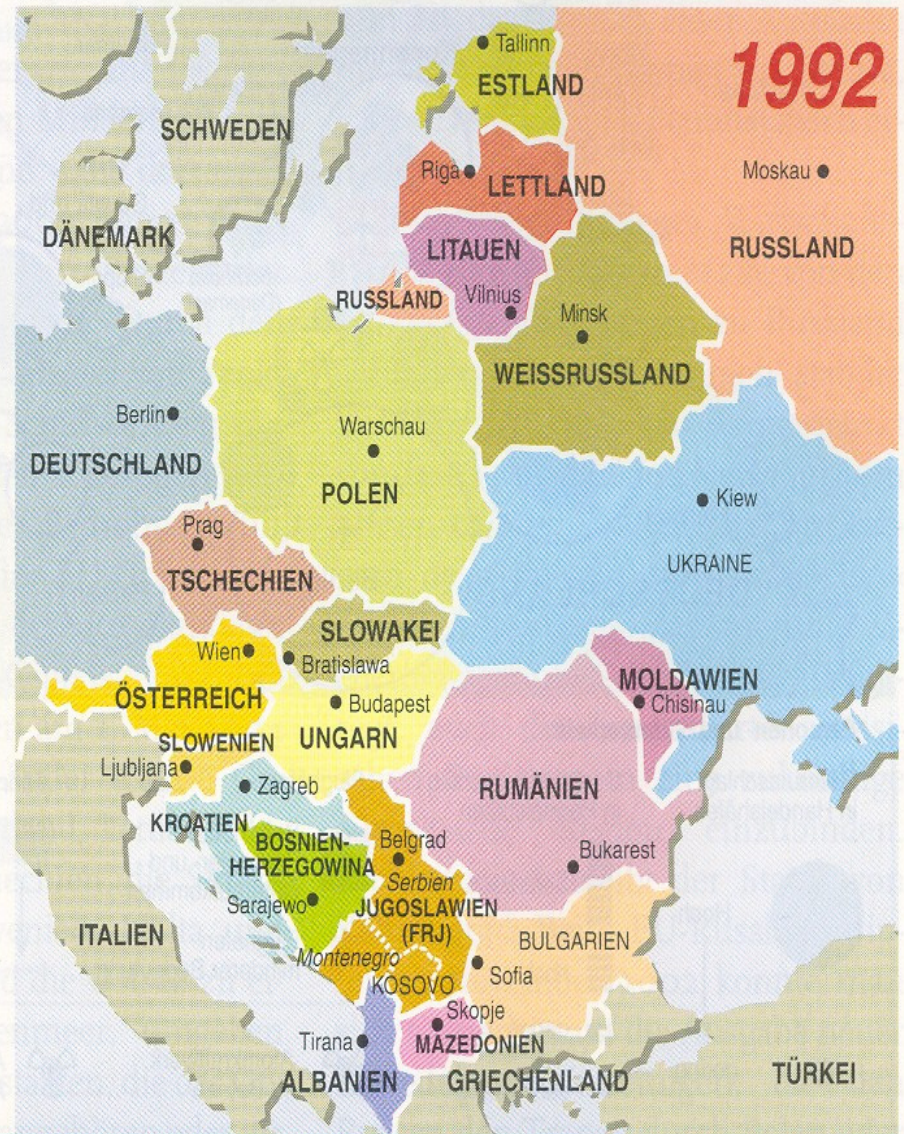 Tallinn
ESTLAND
1992
SCHWEDEN
Riga
LETTLAND
Moskau
DÄNEMARK
LITAUEN
RUSSLAND
RUSSLAND
Vilnius
Minsk
WEISSRUSSLAND
Berlin
Warschau
DEUTSCHLAND
POLEN
Kiew
Prag
UKRAINE
TSCHECHIEN
SLOWAKEI
Wien
Bratislawa
MOLDAWIEN
ÖSTERREICH
Budapest
Chisinau
UNGARN
SLOWENIEN
Ljubljana
Zagreb
RUMÄNIEN
KROATIEN
BOSNIEN-
HERZEGOWINA
Belgrad
Bukarest
Serbien
Sarajewo
JUGOSLAWIEN
(FRJ)
ITALIEN
BULGARIEN
Montenegro
Sofia
KOSOVO
Skopje
Tirana
MAZEDONIEN
ALBANIEN
GRIECHENLAND
TÜRKEI